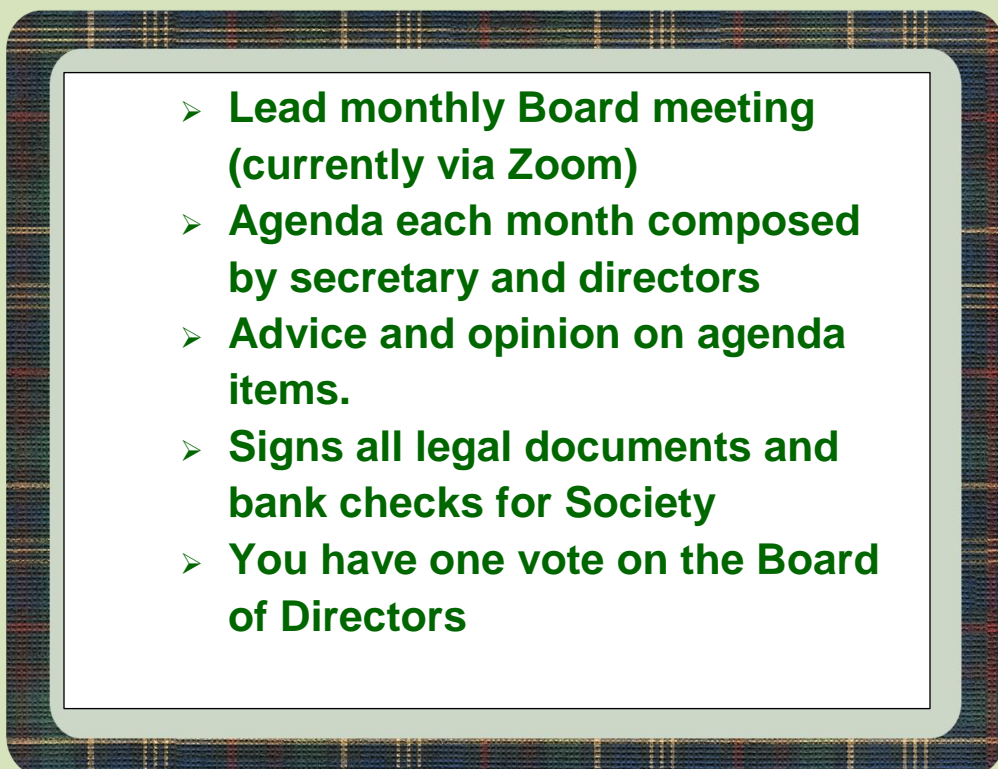 ➢ Lead monthly Board meeting
(currently via Zoom)
➢ Agenda each month composed
by secretary and directors
➢ Advice and opinion on agenda
items.
➢ Signs all legal documents and
bank checks for Society
➢ You have one vote on the Board
of Directors